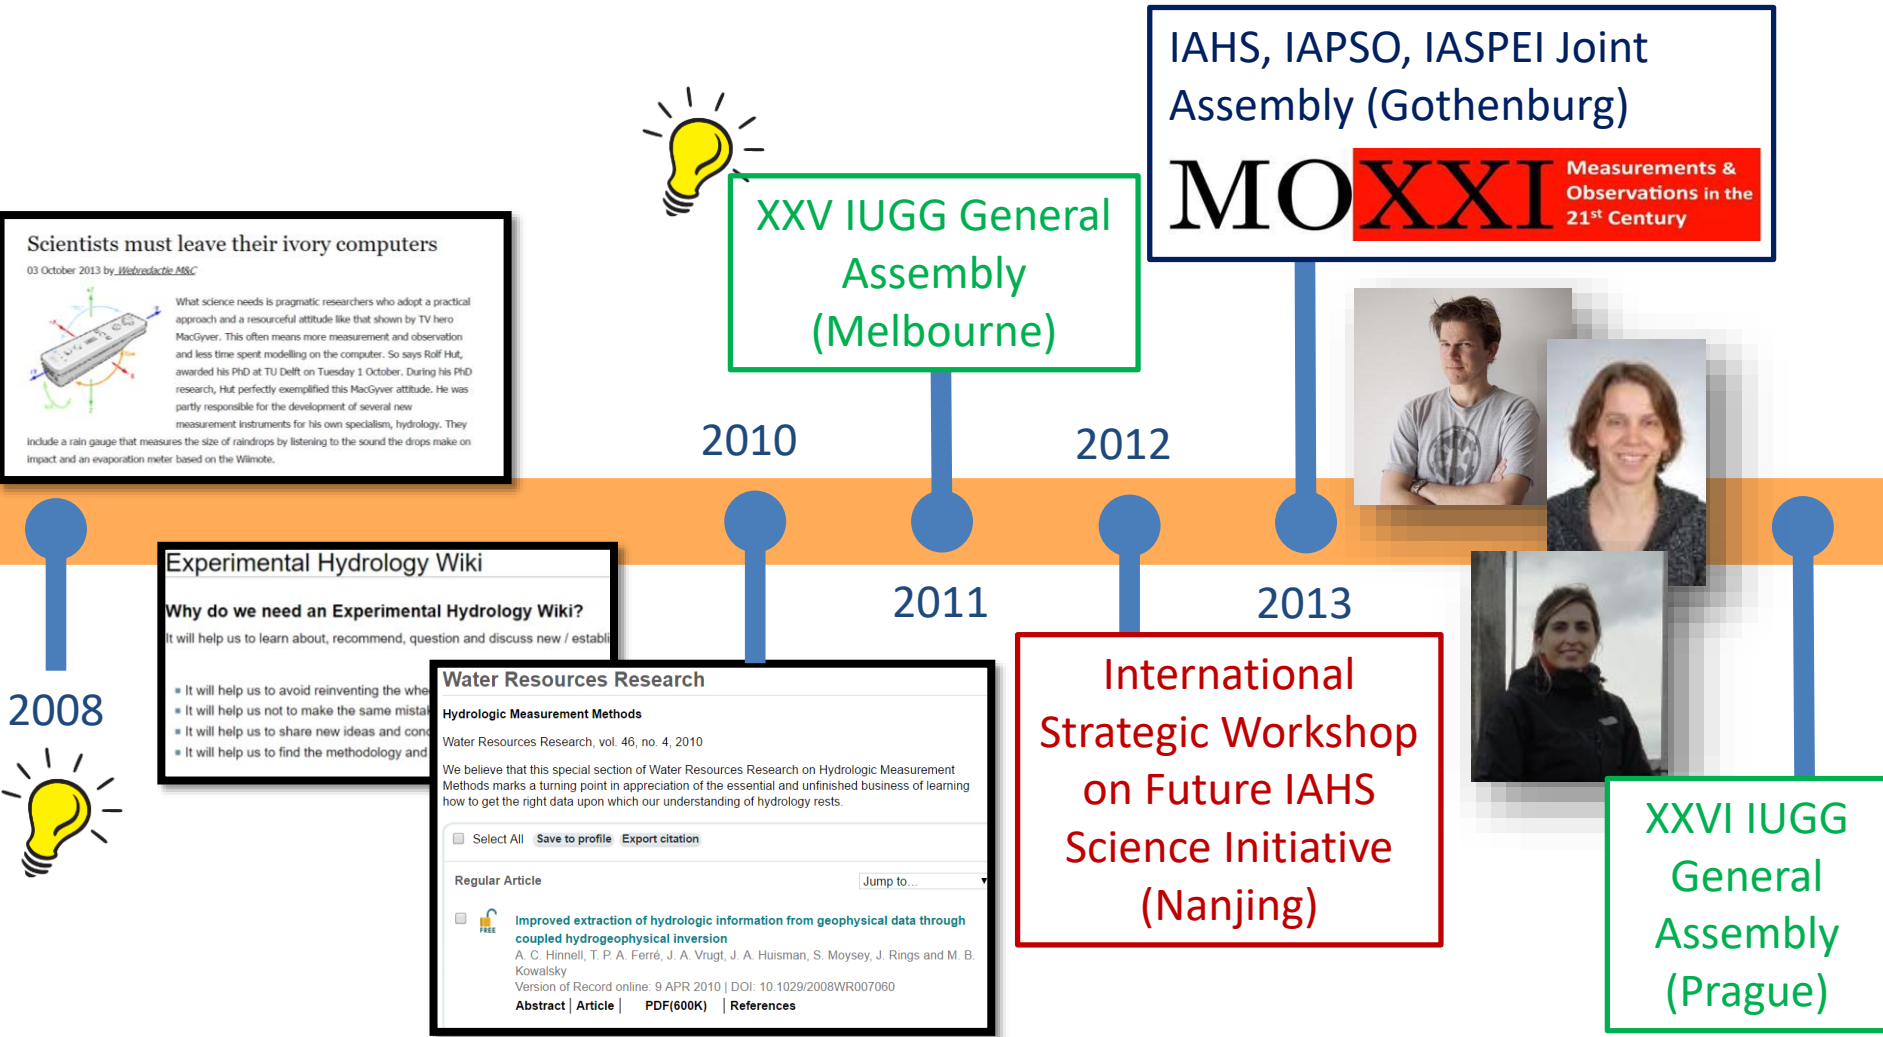 IAHS, IAPSO, IASPEI Joint
Assembly (Gothenburg)
MOXXI
Measurements &
Observations in the
21st Century
XXV IUGG General
Assembly
(Melbourne)
Scientists must leave their ivory computers
03 October 2013 by Webredactie M&C
What science needs is pragmatic researchers who adopt a practical
approach and a resourceful attitude like that shown by TV hero
MacGyver. This often means more measurement and observation
and less time spent modelling on the computer. So says Rolf Hut,
awarded his PhD at TU Delft on Tuesday 1 October. During his PhD
research, Hut perfectly exemplified this MacGyver attitude. He was
partly responsible for the development of several new
measurement instruments for his own specialism, hydrology. They
include a rain gauge that measures the size of raindrops by listening to the sound the drops make on
impact and an evaporation meter based on the Wiimote.
2010
2012
2011
2013
2008
Experimental Hydrology Wiki
Why do we need an Experimental Hydrology Wiki?
It will help us to learn about, recommend, question and discuss new / establi
It will help us to avoid reinventing the whe
It will help us not to make the same mistak
It will help us to share new ideas and conc
It will help us to find the methodology and
Water Resources Research
Hydrologic Measurement Methods
Water Resources Research, vol. 46, no. 4, 2010
We believe that this special section of Water Resources Research on Hydrologic Measurement
Methods marks a turning point in appreciation of the essential and unfinished business of learning
how to get the right data upon which our understanding of hydrology rests.
Select All Save to profile Export citation
Regular Article
Jump to...
FREE
Improved extraction of hydrologic information from geophysical data through
coupled hydrogeophysical inversion
A. C. Hinnell, T. P. A. Ferré, J. A. Vrugt, J. A. Huisman, S. Moysey, J. Rings and M. B.
Kowalsky
Version of Record online: 9 APR 2010 | DOI: 10.1029/2008WR007060
Abstract | Article | PDF(600K) | References
International
Strategic Workshop
on Future IAHS
Science Initiative
(Nanjing)
XXVI IUGG
General
Assembly
(Prague)